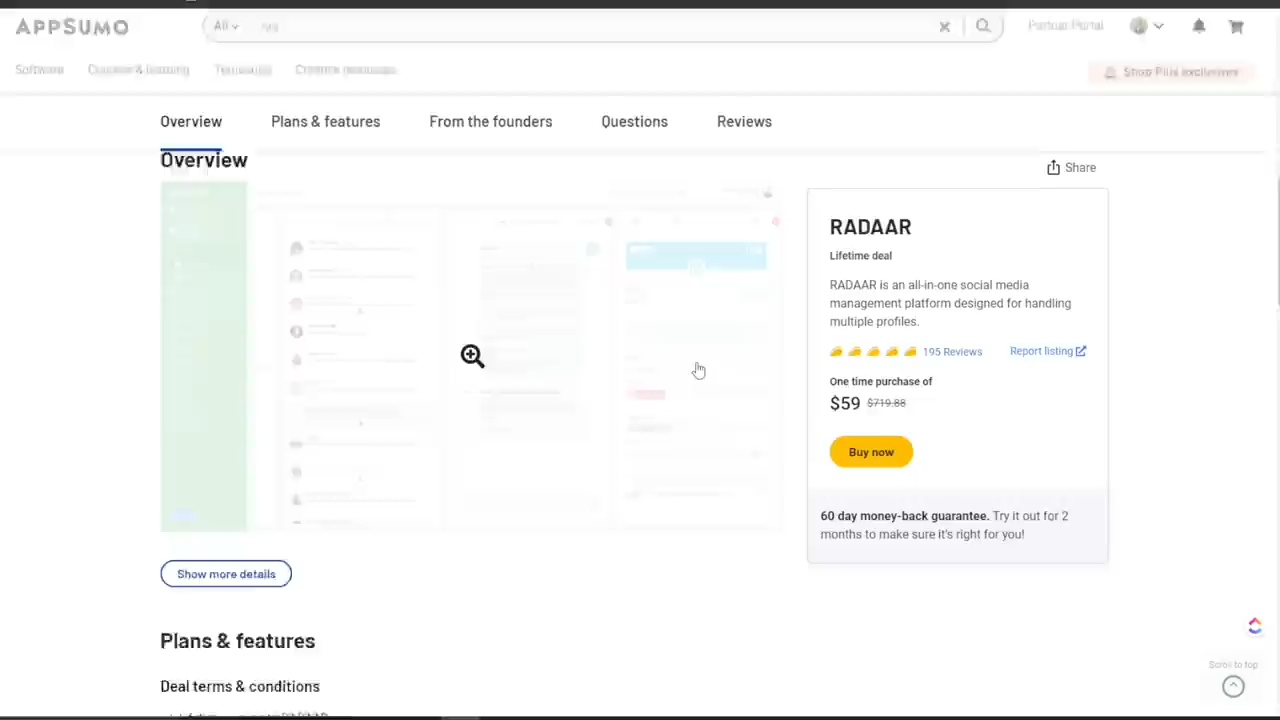 APPSUMO
All
Partner Portal
Software
Courses & learning
Templates
Creative resources
Shop Plus exclusives
Overview
Plans & features
From the founders
Questions
Reviews
Overview
Share
RADAAR
Lifetime deal
RADAAR is an all-in-one social media
management platform designed for handling
multiple profiles.
195 Reviews
Report listing
One time purchase of
$59 $719.88
Buy now
60 day money-back guarantee. Try it out for 2
months to make sure it's right for you!
Show more details
Plans & features
Deal terms & conditions
Scroll to top